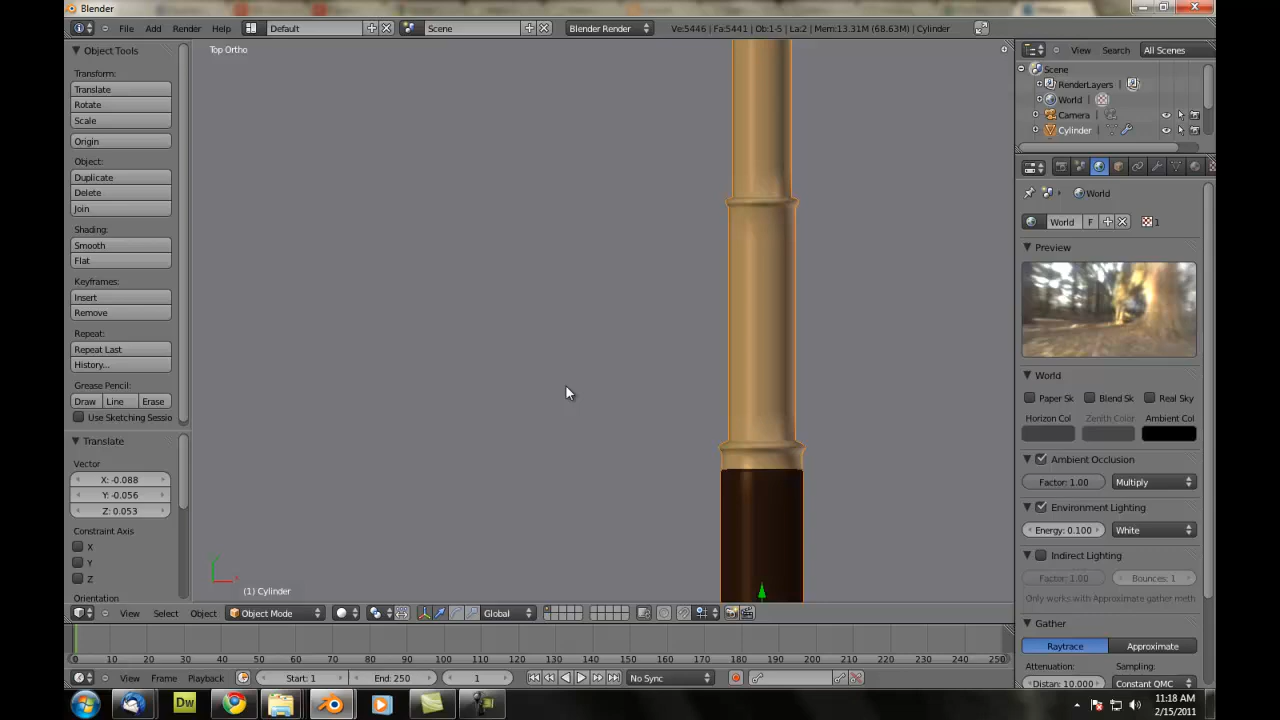 Blender
File Add Render Help Default Scene Blender Render Ve:5446 | Fa:5441 | Ob:1-5 | La:2 | Mem:13.31M (68.63M) | Cylinder
Object Tools
Transform:
Translate
Rotate
Scale
Origin
Object:
Duplicate
Delete
Join
Shading:
Smooth
Flat
Keyframes:
Insert
Remove
Repeat:
Repeat Last
History...
Grease Pencil:
Draw Line Erase
Use Sketching Sessio
Translate
Vector
X: -0.088
Y: -0.056
Z: 0.053
Constraint Axis
X
Y
Z
Orientation
Top Ortho
(1) Cylinder
View Select Object Object Mode Global
0 10 20 30 40 50 60 70 80 90 100 110 120 130 140 150 160 170 180 190 200 210 220 230 240 250
View Frame Playback Start: 1 End: 250 1 No Sync
View Search All Scenes
Scene
RenderLayers |
World |
Camera |
Cylinder |
World
World F 1
Preview
World
Paper Sk Blend Sk Real Sky
Horizon Col Zenith Color Ambient Col
Ambient Occlusion
Factor: 1.00 Multiply
Environment Lighting
Energy: 0.100 White
Indirect Lighting
Factor: 1.00 Bounces: 1
Only works with Approximate gather meth
Gather
Raytrace Approximate
Attenuation: Sampling:
Distan: 10.000 Constant QMC
Dw
11:18 AM
2/15/2011